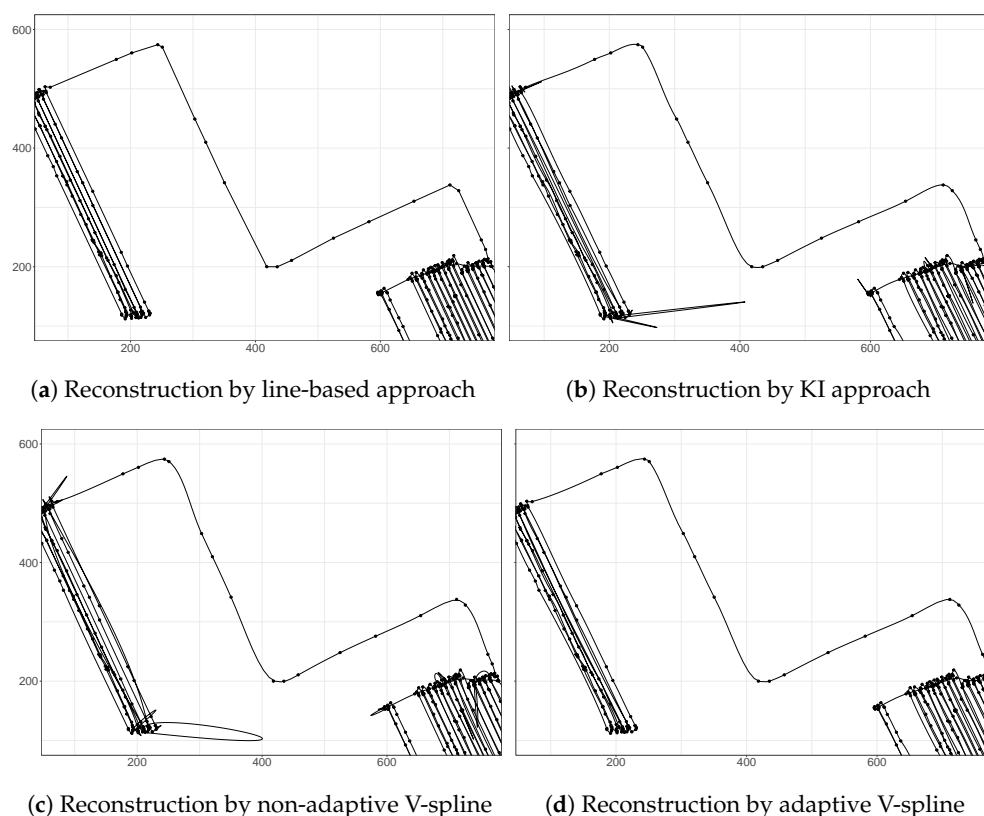 600
400
200
200 400 600
200 400 600
(a) Reconstruction by line-based approach
(b) Reconstruction by KI approach
600
400
200
200 400 600
200 400 600
(c) Reconstruction by non-adaptive V-spline
(d) Reconstruction by adaptive V-spline